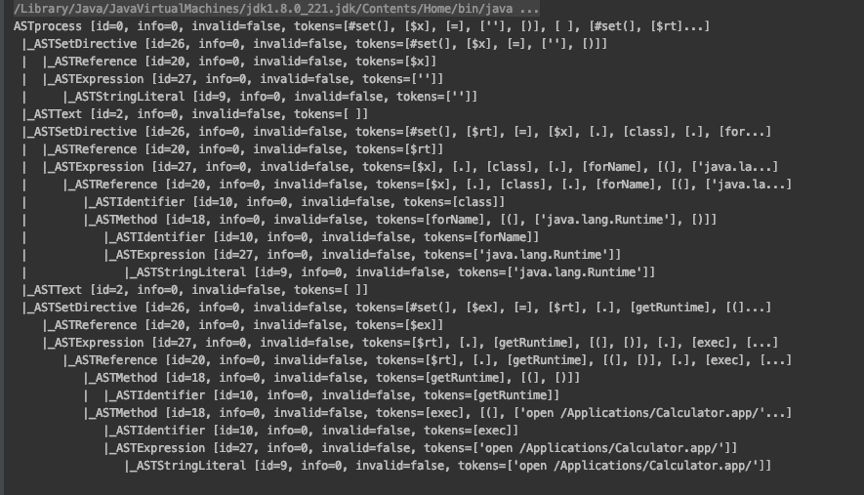 /Library/Java/JavaVirtualMachines/jdk1.8.0_221.jdk/Contents/Home/bin/java ...
ASTprocess [id=0, info=0, invalid=false, tokens=[#set(], [$x], [=], [''], [)], [ ], [#set(], [$rt]...]
 |_ASTSetDirective [id=26, info=0, invalid=false, tokens=[#set(], [$x], [=], [''], [)]]
 |  |_ASTReference [id=20, info=0, invalid=false, tokens=[$x]]
 |  |_ASTExpression [id=27, info=0, invalid=false, tokens=['']]
 |     |_ASTStringLiteral [id=9, info=0, invalid=false, tokens=['']]
 |_ASTText [id=2, info=0, invalid=false, tokens=[ ]]
 |_ASTSetDirective [id=26, info=0, invalid=false, tokens=[#set(], [$rt], [=], [$x], [.], [class], [.], [for...]
 |  |_ASTReference [id=20, info=0, invalid=false, tokens=[$rt]]
 |  |_ASTExpression [id=27, info=0, invalid=false, tokens=[$x], [.], [class], [.], [forName], [(], ['java.la...]
 |     |_ASTReference [id=20, info=0, invalid=false, tokens=[$x], [.], [class], [.], [forName], [(], ['java.la...]
 |        |_ASTIdentifier [id=10, info=0, invalid=false, tokens=[class]]
 |        |_ASTMethod [id=18, info=0, invalid=false, tokens=[forName], [(], ['java.lang.Runtime'], [)]]
 |           |_ASTIdentifier [id=10, info=0, invalid=false, tokens=[forName]]
 |           |_ASTExpression [id=27, info=0, invalid=false, tokens=['java.lang.Runtime']]
 |              |_ASTStringLiteral [id=9, info=0, invalid=false, tokens=['java.lang.Runtime']]
 |_ASTText [id=2, info=0, invalid=false, tokens=[ ]]
 |_ASTSetDirective [id=26, info=0, invalid=false, tokens=[#set(], [$ex], [=], [$rt], [.], [getRuntime], [(]...]
    |_ASTReference [id=20, info=0, invalid=false, tokens=[$ex]]
    |_ASTExpression [id=27, info=0, invalid=false, tokens=[$rt], [.], [getRuntime], [(], [)], [.], [exec], [...]
       |_ASTReference [id=20, info=0, invalid=false, tokens=[$rt], [.], [getRuntime], [(], [)], [.], [exec], [...]
          |_ASTMethod [id=18, info=0, invalid=false, tokens=[getRuntime], [(], [)]]
          |  |_ASTIdentifier [id=10, info=0, invalid=false, tokens=[getRuntime]]
          |_ASTMethod [id=18, info=0, invalid=false, tokens=[exec], [(], ['open /Applications/Calculator.app/'...]
             |_ASTIdentifier [id=10, info=0, invalid=false, tokens=[exec]]
             |_ASTExpression [id=27, info=0, invalid=false, tokens=['open /Applications/Calculator.app/']]
                |_ASTStringLiteral [id=9, info=0, invalid=false, tokens=['open /Applications/Calculator.app/']]